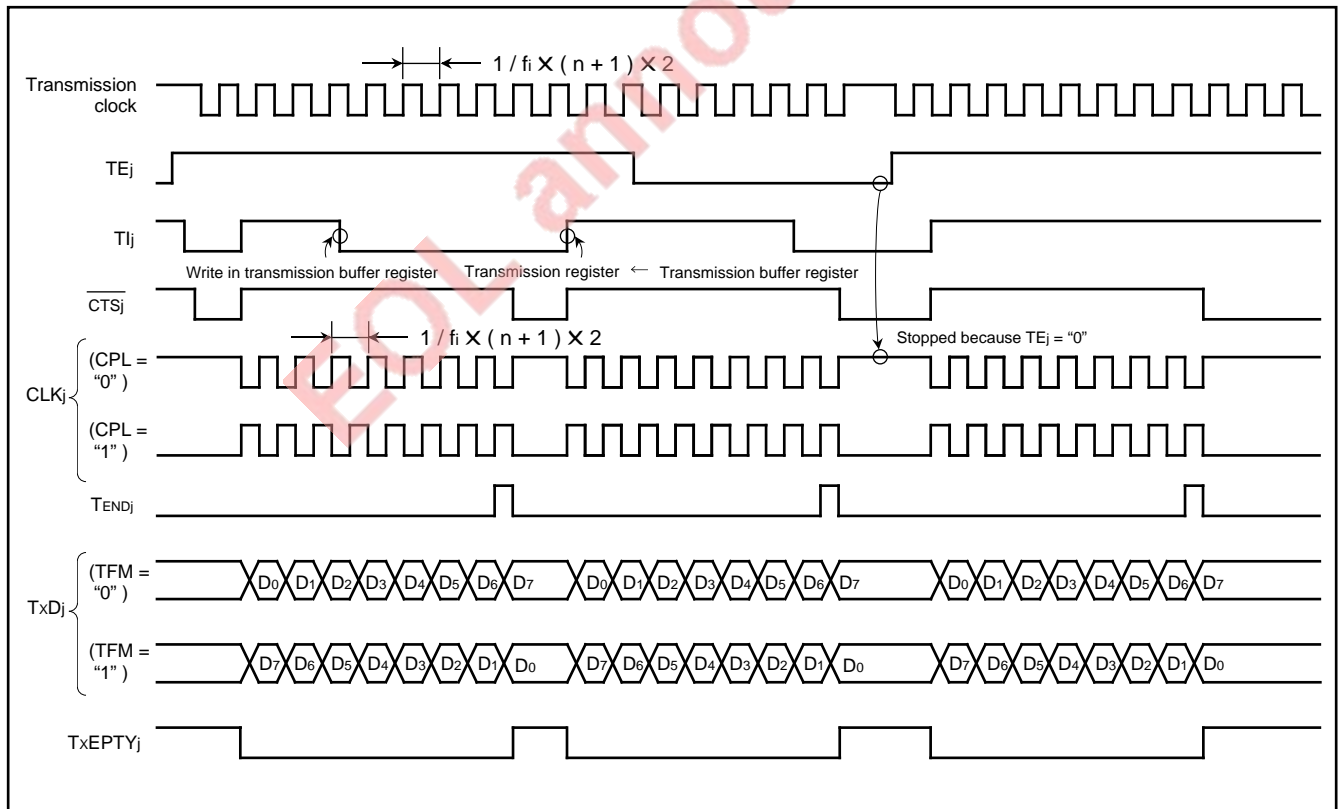 1 / fi X ( n + 1 ) X 2
Transmission
clock
TEj
TIj
Write in transmission buffer register
Transmission register ← Transmission buffer register
CTSj
1 / fi X ( n + 1 ) X 2
Stopped because TEj = “0”
CLKj
(CPL =
“0” )
(CPL =
“1” )
TENDj
TxDj
(TFM =
“0” )
D0 D1 D2 D3 D4 D5 D6 D7 D0 D1 D2 D3 D4 D5 D6 D7 D0 D1 D2 D3 D4 D5 D6 D7
(TFM =
“1” )
D7 D6 D5 D4 D3 D2 D1 D0 D7 D6 D5 D4 D3 D2 D1 D0 D7 D6 D5 D4 D3 D2 D1 D0
TxEPTYj
EOL anno